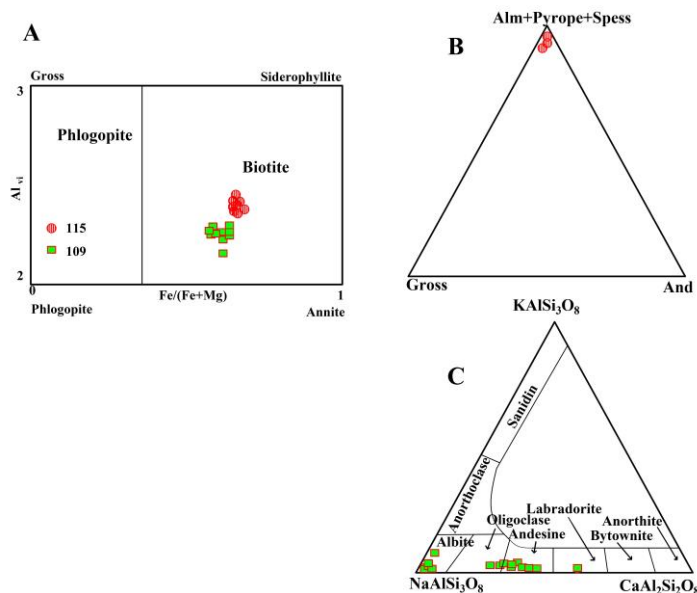 A
Gross
Siderophyllite
3
Phlogopite
Biotite
Al vi
115
109
2
0
Fe/(Fe+Mg)
1
Phlogopite
Annite
B
Alm+Pyrope+Spess
Gross
And
C
KAlSi₃O₈
Sanidin
Anorthoclase
Albite
Oligoclase
Andesine
Labradorite
Bytownite
Anorthite
NaAlSi₃O₈
CaAl₂Si₂O₈